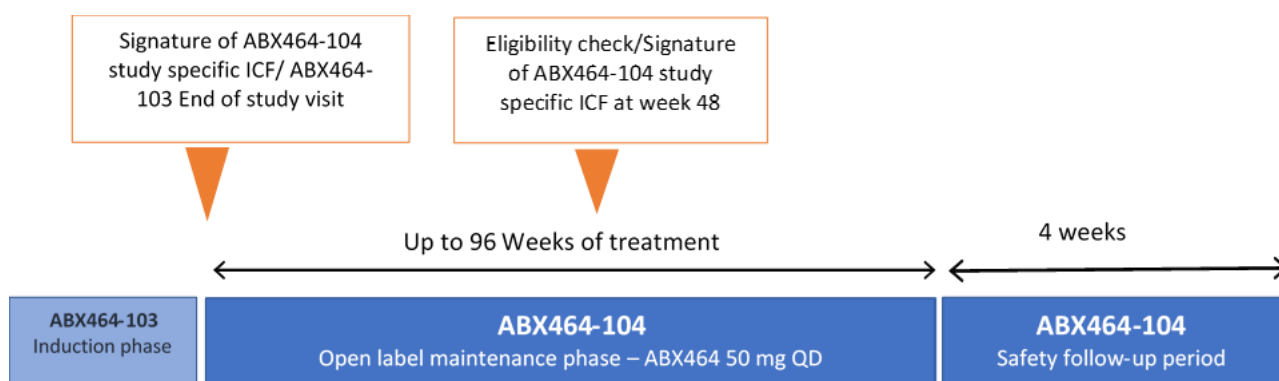 Signature of ABX464-104
study specific ICF/ ABX464-
103 End of study visit
Eligibility check/Signature
of ABX464-104 study
specific ICF at week 48
Up to 96 Weeks of treatment
4 weeks
ABX464-103
Induction phase
ABX464-104
Open label maintenance phase – ABX464 50 mg QD
ABX464-104
Safety follow-up period